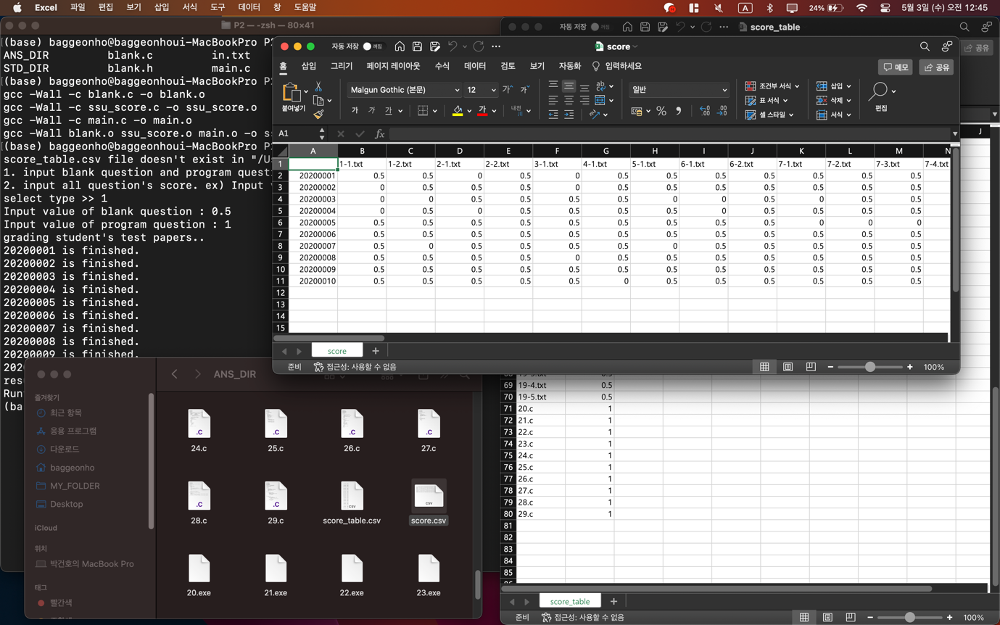 Excel 파일 편집 보기 삽입 서식 도구 데이터 창 도움말 A 24% 5월 3일 (수) 오전 12:45
P2 — -zsh — 80×41
(base) baggeonho@baggeonhoui-MacBookPro P2
ANS_DIR blank.c in.txt
STD_DIR blank.h main.c
(base) baggeonho@baggeonhoui-MacBookPro P2
gcc -Wall -c blank.c -o blank.o
gcc -Wall -c ssu_score.c -o ssu_score.o
gcc -Wall -c main.c -o main.o
gcc -Wall blank.o ssu_score.o main.o -o ss
(base) baggeonho@baggeonhoui-MacBookPro P2
score_table.csv file doesn't exist in "/Us
1. input blank question and program quest
2. input all question's score. ex) Input v
select type >> 1
Input value of blank question : 0.5
Input value of program question : 1
grading student's test papers..
20200001 is finished.
20200002 is finished.
20200003 is finished.
20200004 is finished.
20200005 is finished.
20200006 is finished.
20200007 is finished.
20200008 is finished.
20200009 is finished.
202
res
Run
(ba
자동 저장 꺼짐 score_table
공유
자동 저장 꺼짐 score
홈 삽입 그리기 페이지 레이아웃 수식 데이터 검토 보기 자동화 입력하세요 메모 공유
붙여넣기 Malgun Gothic (본문) 12 가 가 일반 조건부 서식 표 서식 셀 스타일 삽입 삭제 서식 편집
가 가 가 가 내천
A1 fx
A B C D E F G H I J K L M N
1 1-1.txt 1-2.txt 2-1.txt 2-2.txt 3-1.txt 4-1.txt 5-1.txt 6-1.txt 6-2.txt 7-1.txt 7-2.txt 7-3.txt 7-4.txt
2 20200001 0.5 0.5 0 0.5 0 0.5 0.5 0.5 0.5 0.5 0.5 0.5
3 20200002 0 0.5 0.5 0.5 0 0.5 0.5 0.5 0.5 0.5 0.5 0.5
4 20200003 0 0 0 0.5 0.5 0.5 0 0 0.5 0 0.5 0.5
5 20200004 0 0.5 0.5 0.5 0.5 0.5 0.5 0 0.5 0.5 0.5 0.5
6 20200005 0.5 0.5 0.5 0.5 0.5 0.5 0.5 0.5 0.5 0 0 0
7 20200006 0.5 0.5 0.5 0.5 0.5 0.5 0.5 0.5 0.5 0.5 0.5 0.5
8 20200007 0.5 0 0.5 0.5 0.5 0.5 0 0.5 0.5 0.5 0.5 0.5
9 20200008 0.5 0.5 0.5 0.5 0 0.5 0.5 0.5 0.5 0.5 0.5 0.5
10 20200009 0.5 0.5 0.5 0.5 0.5 0.5 0.5 0.5 0.5 0.5 0.5 0.5
11 20200010 0.5 0.5 0.5 0.5 0.5 0 0.5 0.5 0.5 0.5 0.5 0.5
12
13
14
15
score
준비 접근성: 사용할 수 없음 100%
J
ANS_DIR
즐겨찾기
최근 항목
응용 프로그램
다운로드
baggeonho
MY_FOLDER
Desktop
iCloud
위치
박건호의 MacBook Pro
태그
빨간색
.C .C .C .C
24.c 25.c 26.c 27.c
.C .C CSV CSV
28.c 29.c score_table.csv score.csv
20.exe 21.exe 22.exe 23.exe
69 19-4.txt 0.5
70 19-5.txt 0.5
71 20.c 1
72 21.c 1
73 22.c 1
74 23.c 1
75 24.c 1
76 25.c 1
77 26.c 1
78 27.c 1
79 28.c 1
80 29.c 1
81
82
83
84
85
score_table
준비 접근성: 사용할 수 없음 100%